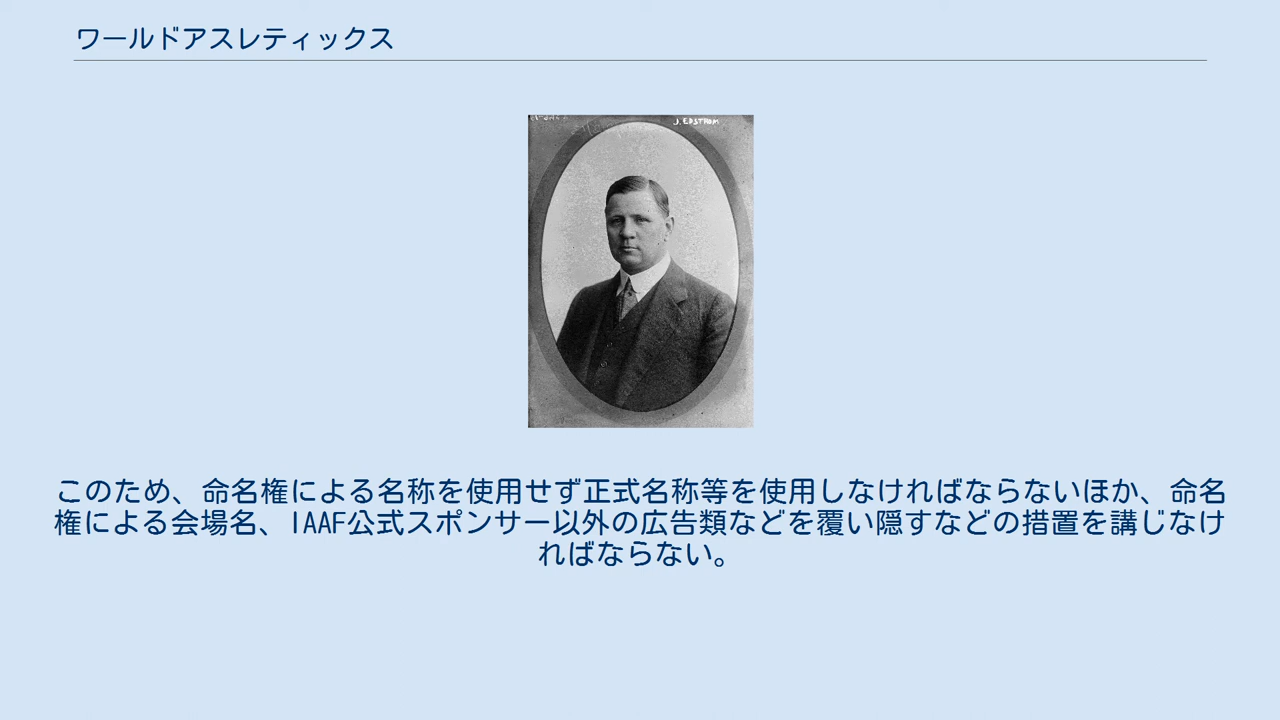 ワールドアスレティックス
J. EDSTROM
このため、命名権による名称を使用せず正式名称等を使用しなければならないほか、命名
権による会場名、IAAF公式スポンサー以外の広告類などを覆い隠すなどの措置を講じなけ
ればならない。